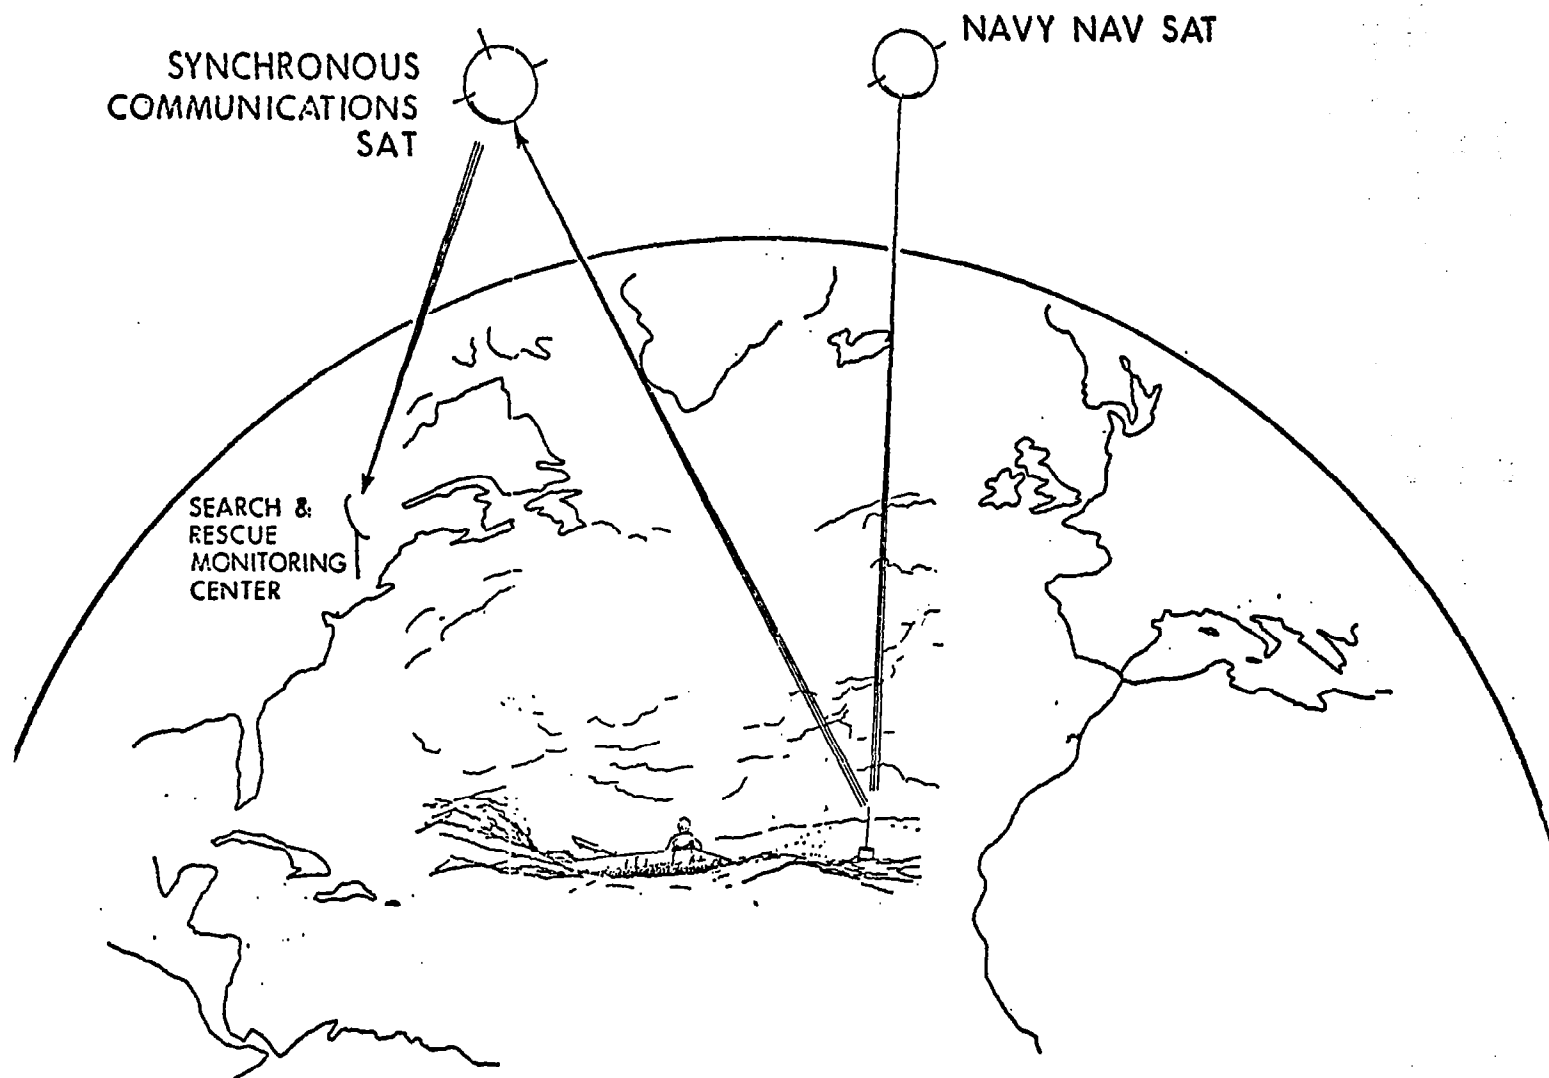 SYNCHRONOUS
COMMUNICATIONS
SAT
NAVY NAV SAT
SEARCH &
RESCUE
MONITORING
CENTER